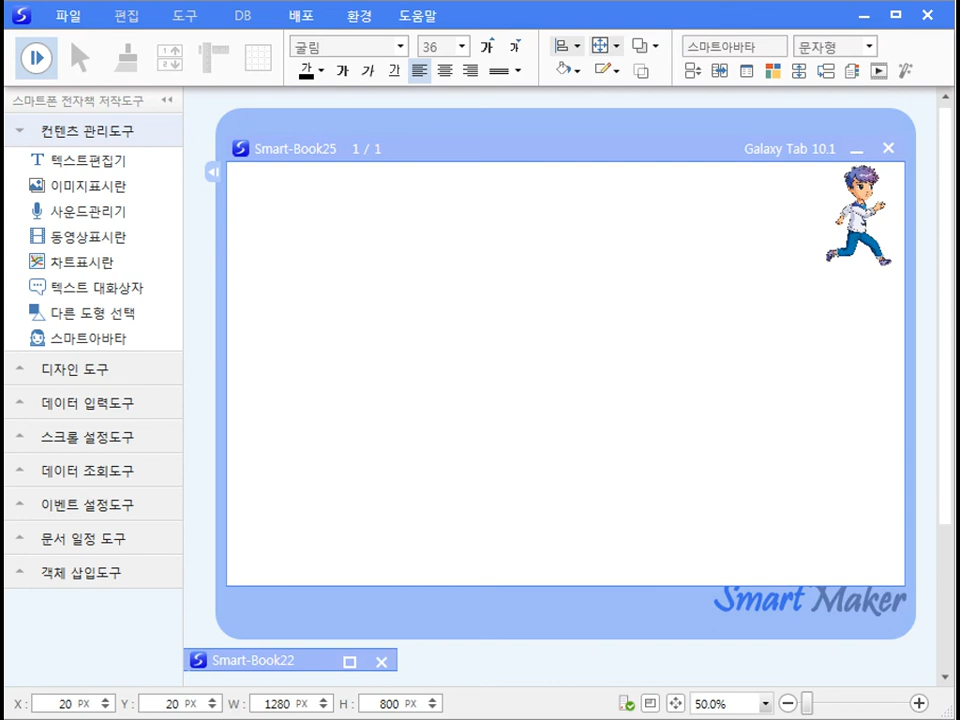 파일 편집 도구 DB 배포 환경 도움말
굴림 36 가 가 스마트아바타 문자형
가 가 가 가
스마트폰 전자책 저작도구
컨텐츠 관리도구
텍스트편집기
이미지표시란
사운드관리기
동영상표시란
차트표시란
텍스트 대화상자
다른 도형 선택
스마트아바타
디자인 도구
데이터 입력도구
스크롤 설정도구
데이터 조회도구
이벤트 설정도구
문서 일정 도구
객체 삽입도구
Smart-Book25 1 / 1 Galaxy Tab 10.1
Smart Maker
Smart-Book22
X : 20 PX Y : 20 PX W : 1280 PX H : 800 PX 50.0%